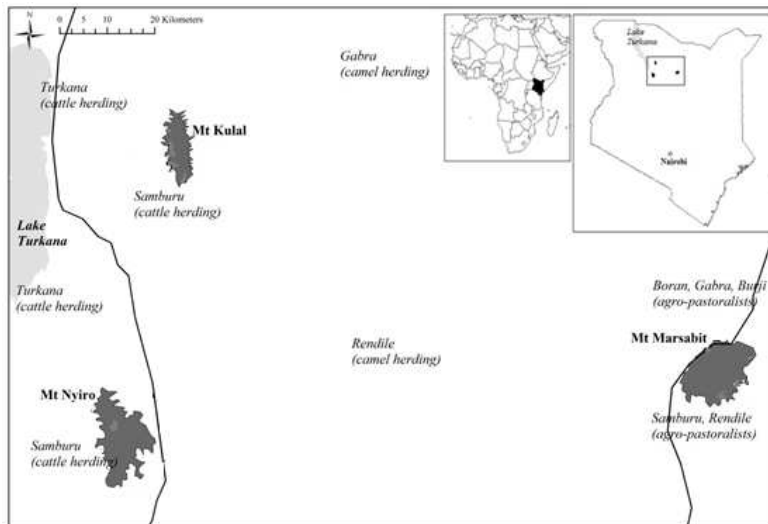 N
0 5 10 20 Kilometers
Gabra
(camel herding)
Lake
Turkana
Turkana
(cattle herding)
Mt Kulal
Nairobi
Samburu
(cattle herding)
Lake
Turkana
Turkana
(cattle herding)
Boran, Gabra, Burji
(agro-pastoralists)
Rendile
(camel herding)
Mt Marsabit
Mt Nyiro
Samburu
(cattle herding)
Samburu, Rendile
(agro-pastoralists)